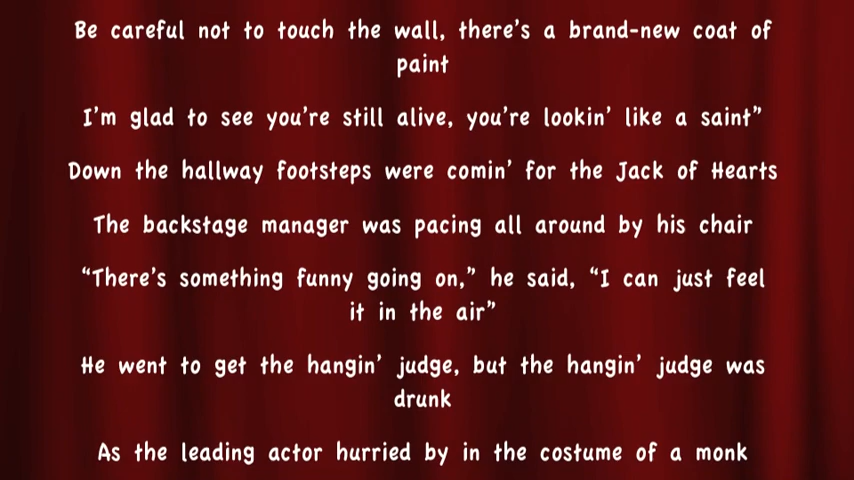 Be careful not to touch the wall, there's a brand-new coat of
paint
I'm glad to see you're still alive, you're lookin' like a saint”
Down the hallway footsteps were comin' for the Jack of Hearts
The backstage manager was pacing all around by his chair
“There's something funny going on,” he said, “I can just feel
it in the air”
He went to get the hangin' judge, but the hangin' judge was
drunk
As the leading actor hurried by in the costume of a monk